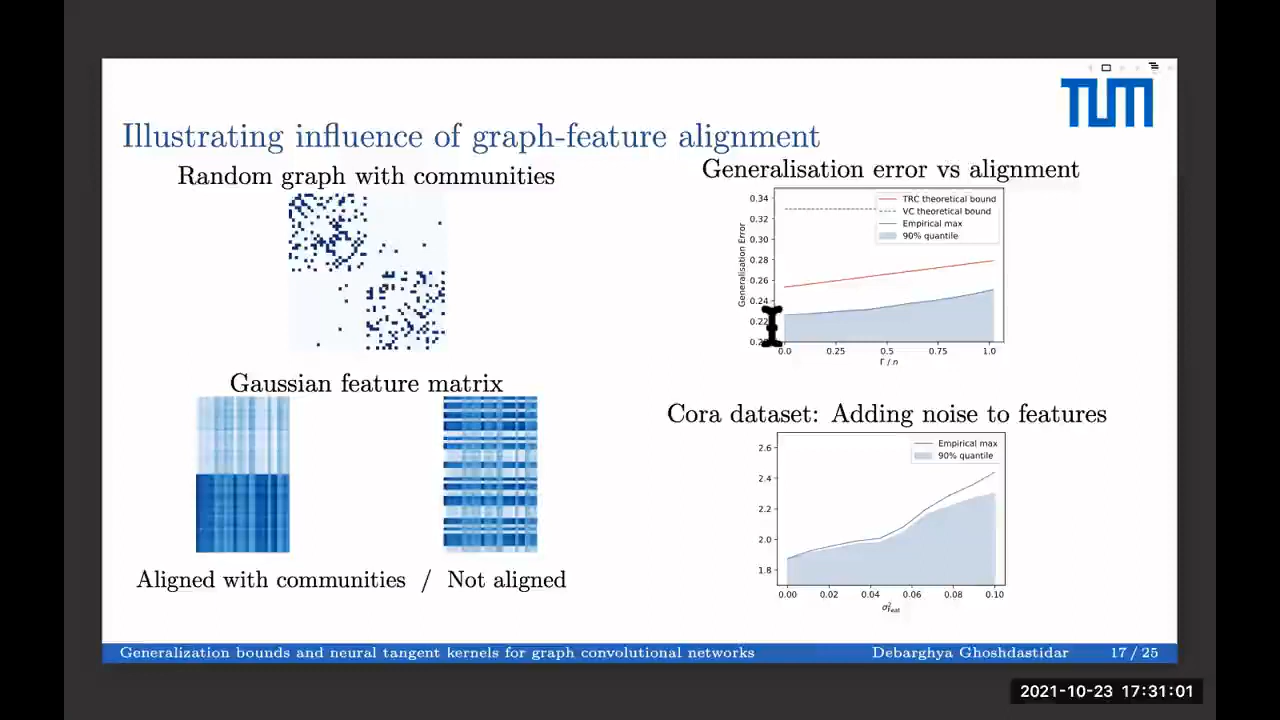 TUM
Illustrating influence of graph-feature alignment
Random graph with communities
Gaussian feature matrix
Aligned with communities / Not aligned
Generalisation error vs alignment
Generalisation Error
0.34
0.32
0.30
0.28
0.26
0.24
0.22
TRC theoretical bound
VC theoretical bound
Empirical max
90% quantile
0.0 0.25 0.5 0.75 1.0
Γ / n
Cora dataset: Adding noise to features
2.6
2.4
2.2
2.0
1.8
Empirical max
90% quantile
0.00 0.02 0.04 0.06 0.08 0.10
Generalization bounds and neural tangent kernels for graph convolutional networks Debarghya Ghoshdastidar 17 / 25
2021-10-23 17:31:01